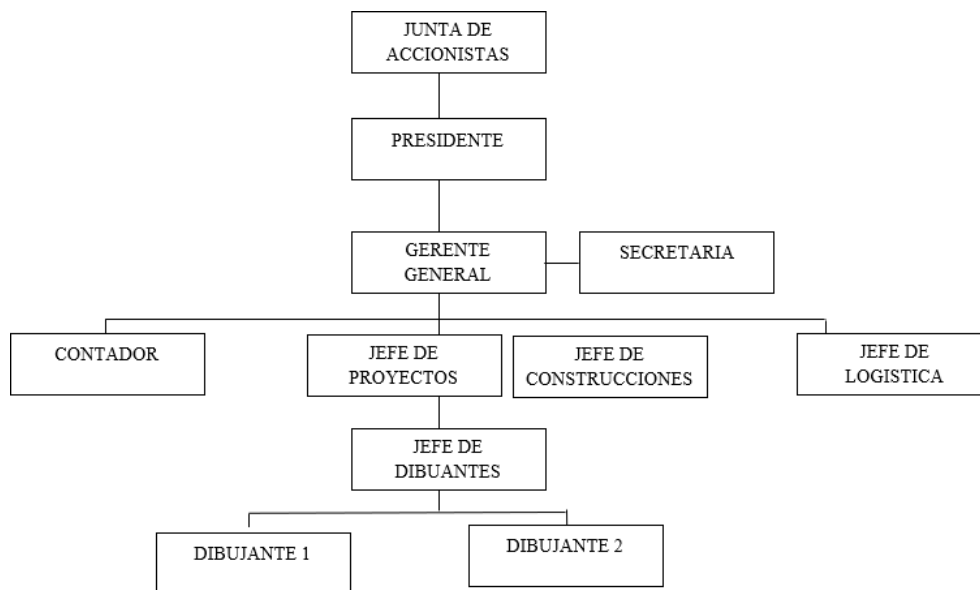 JUNTA DE
ACCIONISTAS
PRESIDENTE
GERENTE
GENERAL
SECRETARIA
CONTADOR
JEFE DE
PROYECTOS
JEFE DE
CONSTRUCCIONES
JEFE DE
LOGISTICA
JEFE DE
DIBUANTES
DIBUJANTE 1
DIBUJANTE 2